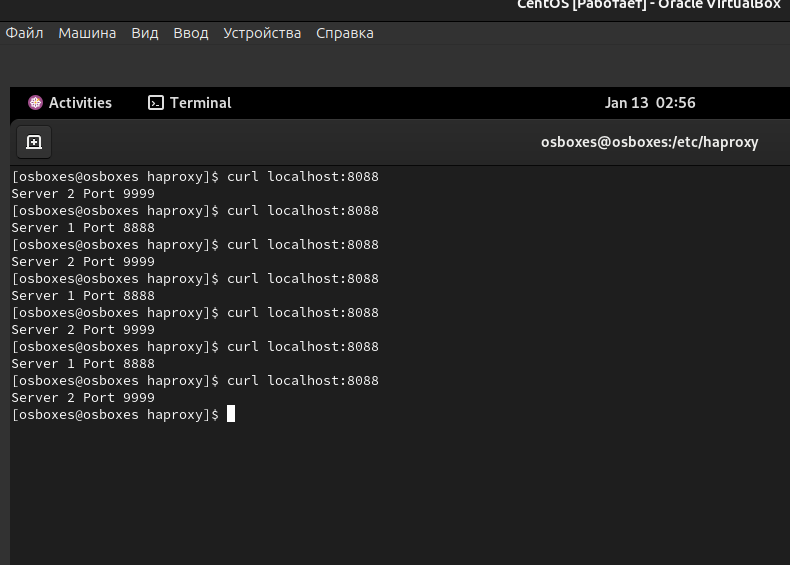 CentOS [Работает] - Oracle VirtualBox
Файл Машина Вид Ввод Устройства Справка
Activities Terminal Jan 13 02:56
osboxes@osboxes:/etc/haproxy
[osboxes@osboxes haproxy]$ curl localhost:8088
Server 2 Port 9999
[osboxes@osboxes haproxy]$ curl localhost:8088
Server 1 Port 8888
[osboxes@osboxes haproxy]$ curl localhost:8088
Server 2 Port 9999
[osboxes@osboxes haproxy]$ curl localhost:8088
Server 1 Port 8888
[osboxes@osboxes haproxy]$ curl localhost:8088
Server 2 Port 9999
[osboxes@osboxes haproxy]$ curl localhost:8088
Server 1 Port 8888
[osboxes@osboxes haproxy]$ curl localhost:8088
Server 2 Port 9999
[osboxes@osboxes haproxy]$